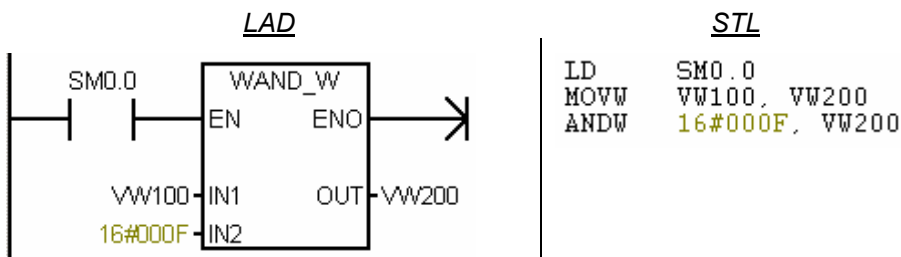 LAD
SM0.0
WAND_W
EN ENO
VW100 IN1 OUT VW200
16#000F IN2
STL
LD SM0.0
MOVW VW100, VW200
ANDW 16#000F, VW200